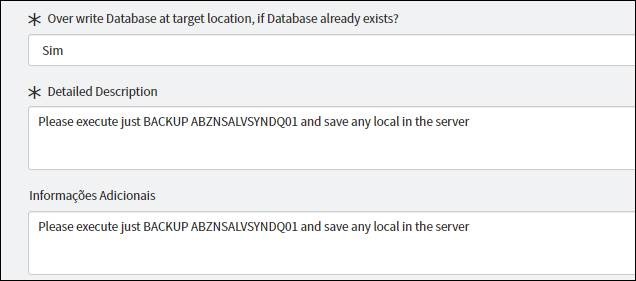 ✳ Over write Database at target location, if Database already exists?
Sim
✳ Detailed Description
Please execute just BACKUP ABZNSALVSYNDQ01 and save any local in the server
Informações Adicionais
Please execute just BACKUP ABZNSALVSYNDQ01 and save any local in the server